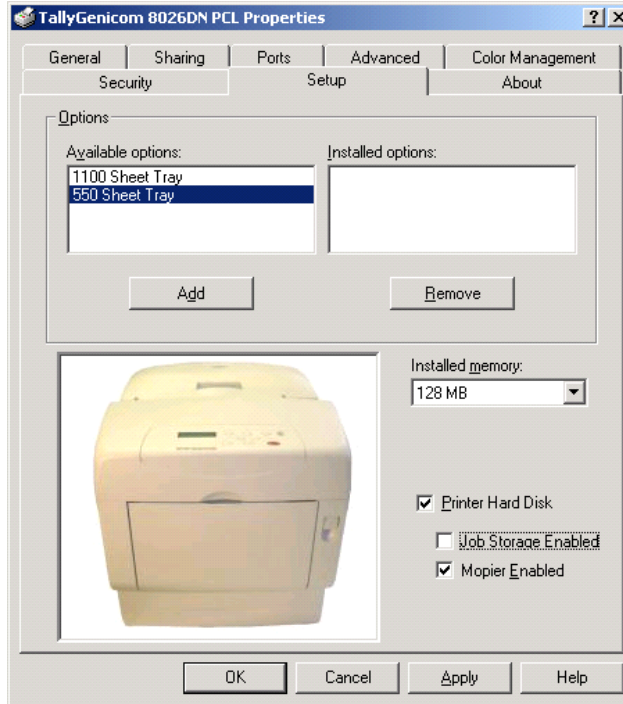 TallyGenicom 8026DN PCL Properties
General Sharing Ports Advanced Color Management
Security Setup About
Options
Available options: Installed options:
1100 Sheet Tray
550 Sheet Tray
Add Remove
Installed memory:
128 MB
Printer Hard Disk
Job Storage Enabled
Mopier Enabled
OK Cancel Apply Help